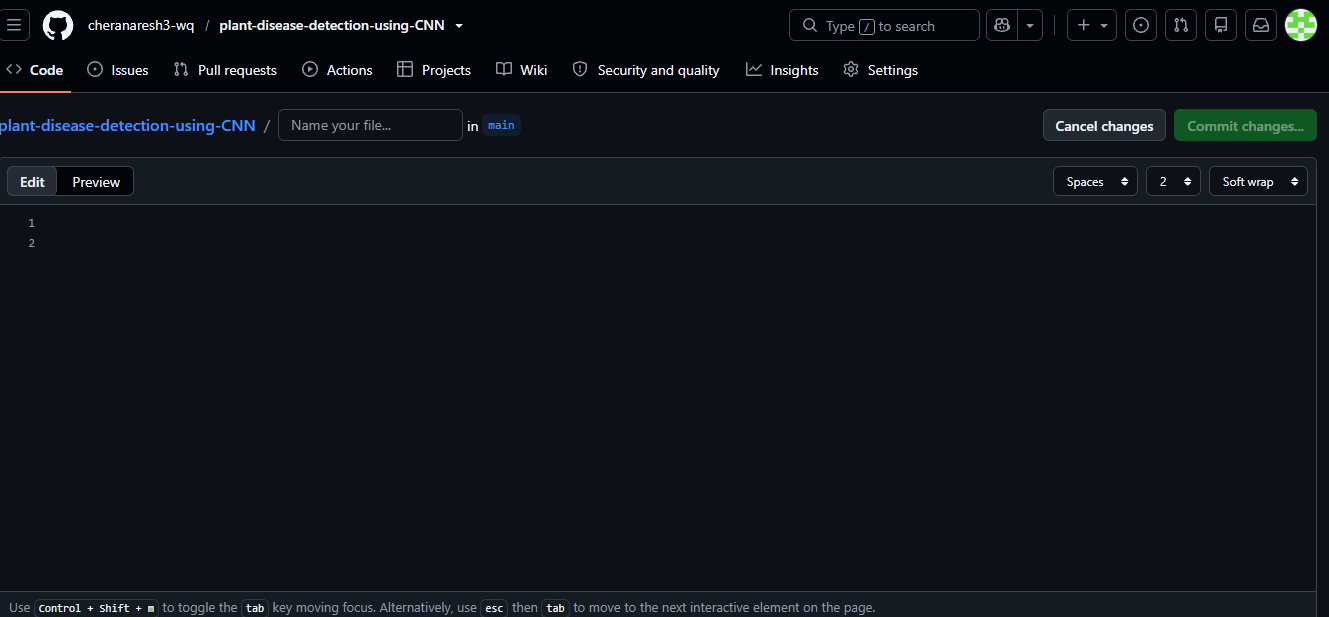 cheranaresh3-wq / plant-disease-detection-using-CNN Type / to search
Code Issues Pull requests Actions Projects Wiki Security and quality Insights Settings
plant-disease-detection-using-CNN / Name your file... in main Cancel changes Commit changes...
Edit Preview Spaces 2 Soft wrap
1
2
Use Control + Shift + m to toggle the tab key moving focus. Alternatively, use esc then tab to move to the next interactive element on the page.